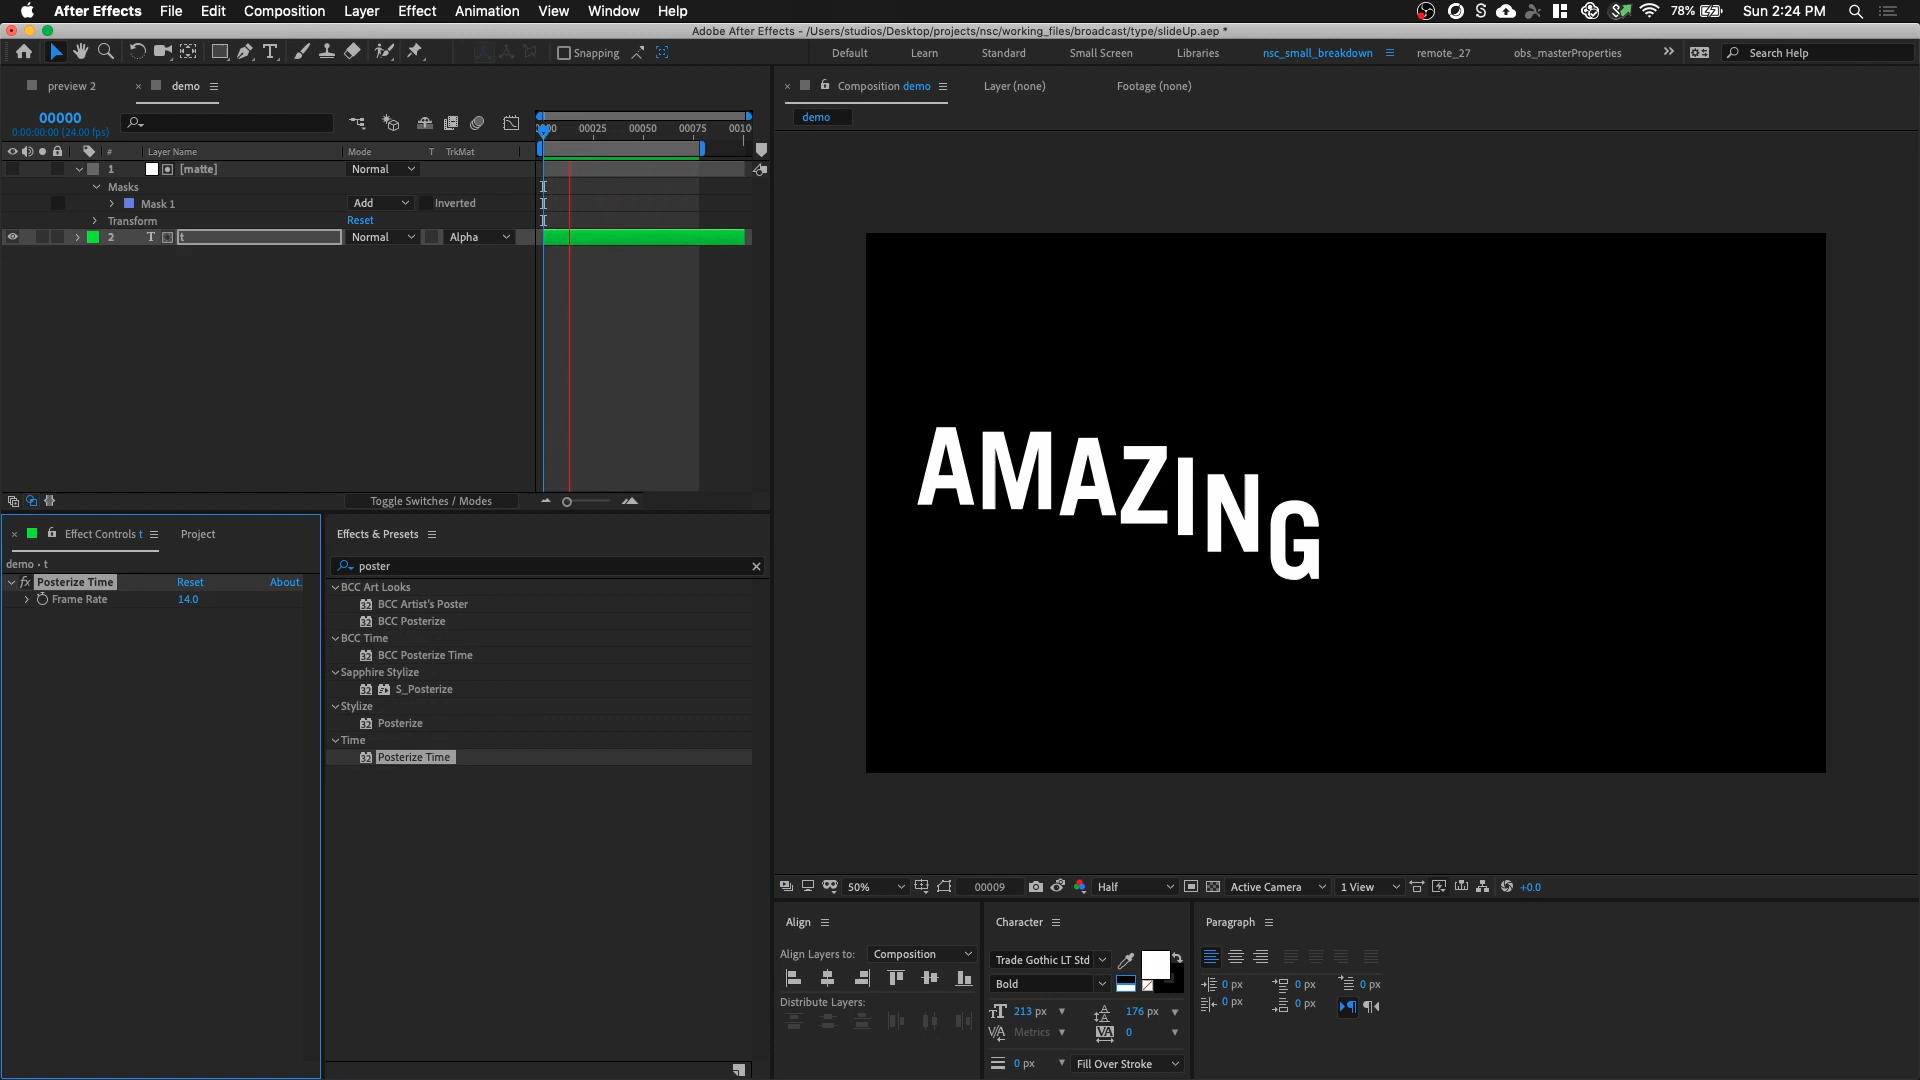 After Effects File Edit Composition Layer Effect Animation View Window Help
78% Sun 2:24 PM
Adobe After Effects - /Users/studios/Desktop/projects/nsc/working_files/broadcast/type/slideUp.aep *
Snapping Default Learn Standard Small Screen Libraries nsc_small_breakdown remote_27 obs_masterProperties Search Help
preview 2 demo
Composition demo Layer (none) Footage (none)
demo
00000
0:00:00:00 (24.00 fps)
00025 00050 00075
# Layer Name Mode T TrkMat
1 [matte] Normal
Masks
Mask 1 Add Inverted
Transform Reset
2 T t Normal Alpha
AMAZING
Toggle Switches / Modes
Effect Controls t Project
demo • t
fx Posterize Time Reset About.
Frame Rate 14.0
Effects & Presets
poster
BCC Art Looks
BCC Artist's Poster
BCC Posterize
BCC Time
BCC Posterize Time
Sapphire Stylize
S_Posterize
Stylize
Posterize
Time
Posterize Time
50% 00009 Half Active Camera 1 View +0.0
Align
Align Layers to: Composition
Distribute Layers:
Character
Trade Gothic LT Std
Bold
213 px 176 px
Metrics 0
0 px Fill Over Stroke
Paragraph
0 px 0 px 0 px
0 px 0 px